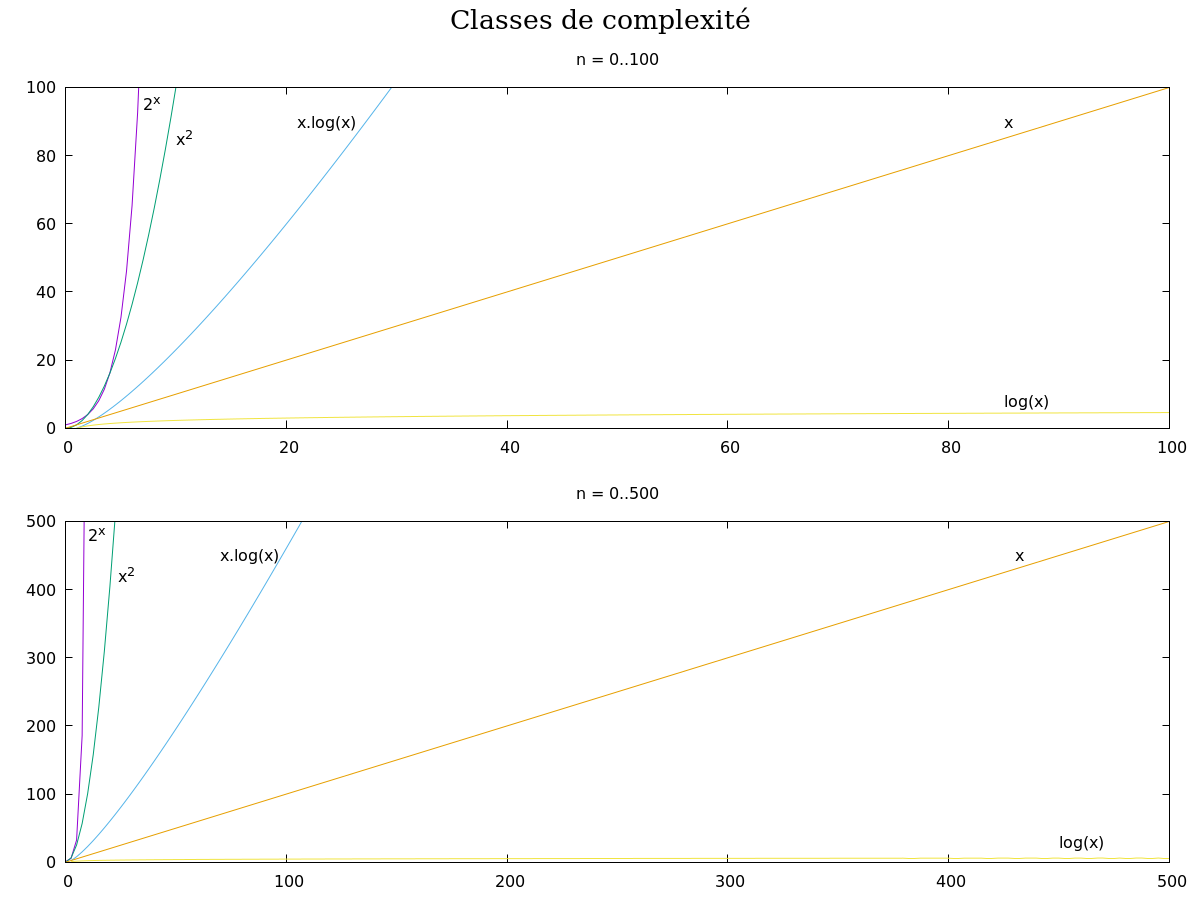 Classes de complexité
n = 0..100
100
2^x
x.log(x)
x
x^2
80
60
40
20
log(x)
0
0 20 40 60 80 100
n = 0..500
500
2^x
x.log(x)
x
x^2
400
300
200
100
log(x)
0
0 100 200 300 400 500